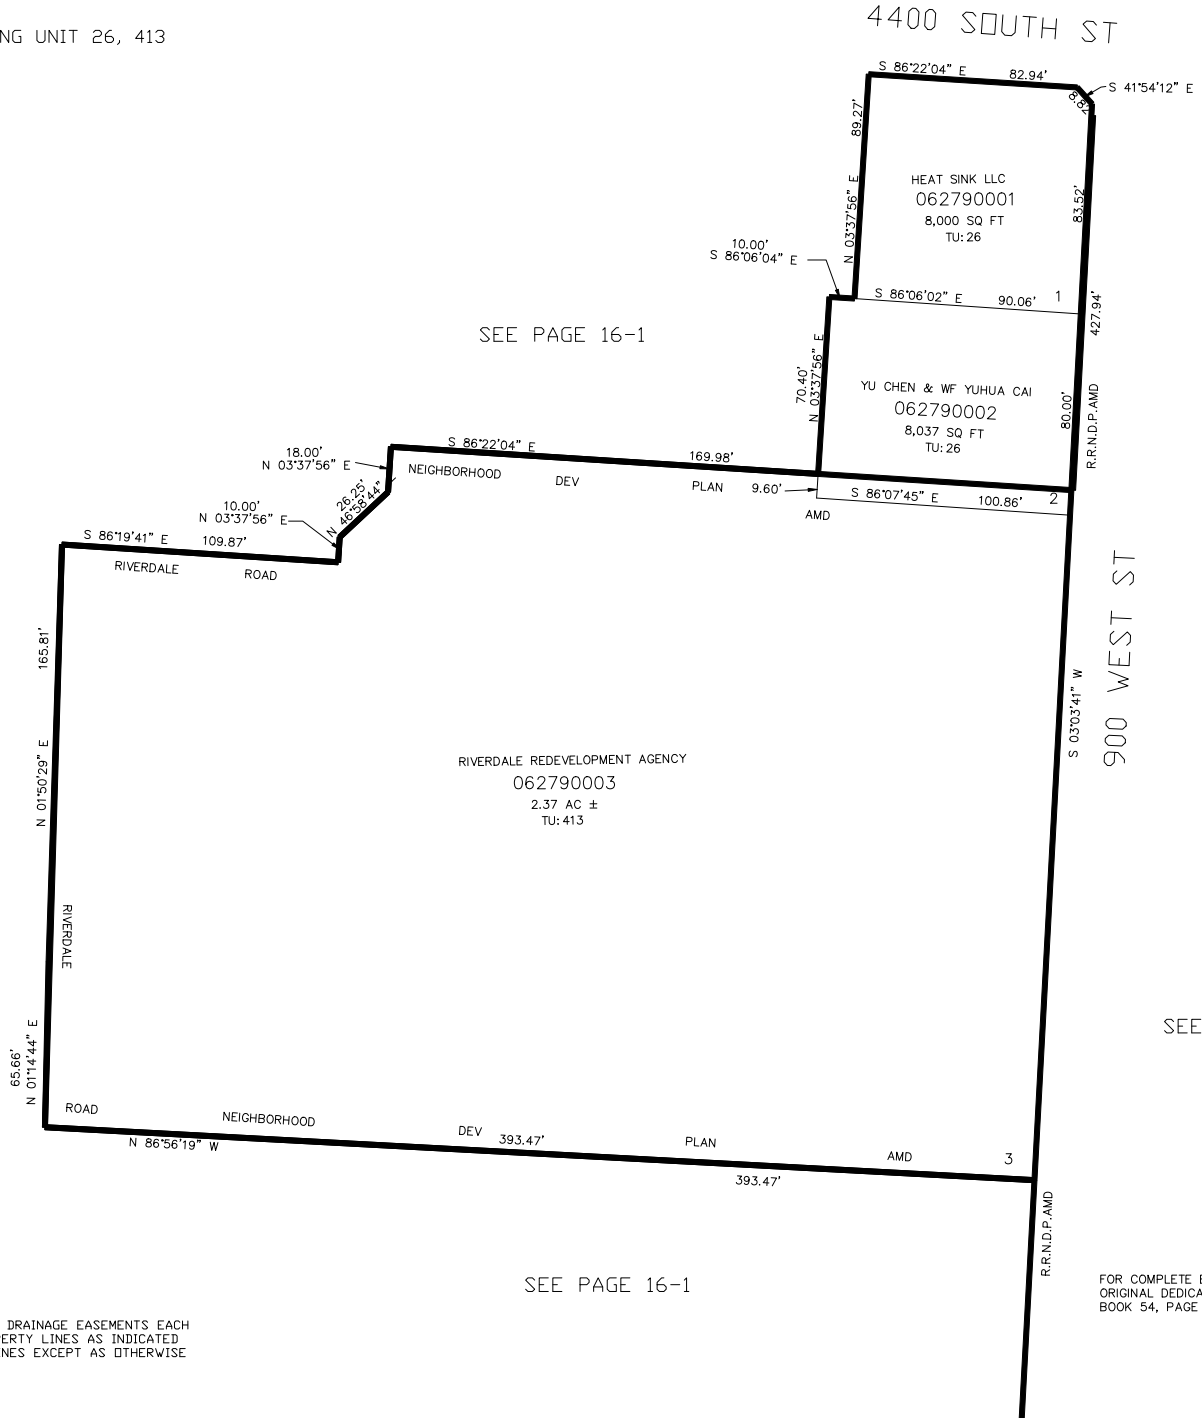 4400 SOUTH ST
NG UNIT 26, 413
S 86°22'04" E
82.94'
S 41°54'12" E
8.82'
89.27'
N 03°37'56" E
HEAT SINK LLC
062790001
8,000 SQ FT
TU: 26
83.52'
10.00'
S 86°06'04" E
S 86°06'02" E
90.06'
1
427.94'
SEE PAGE 16-1
70.40'
N 03°37'56" E
YU CHEN & WF YUHUA CAI
062790002
8,037 SQ FT
TU: 26
80.00'
R.R.N.D.P.AMD
18.00'
N 03°37'56" E
S 86°22'04" E
169.98'
NEIGHBORHOOD
DEV
PLAN
AMD
9.60'
S 86°07'45" E
100.86'
2
26.25'
N 46°58'44" E
10.00'
N 03°37'56" E
S 86°19'41" E
109.87'
RIVERDALE
ROAD
900 WEST ST
165.81'
N 01°50'29" E
S 03°03'41" W
RIVERDALE REDEVELOPMENT AGENCY
062790003
2.37 AC ±
TU: 413
RIVERDALE
SEE
65.66'
N 01°14'44" E
ROAD
NEIGHBORHOOD
DEV
PLAN
AMD
3
N 86°56'19" W
393.47'
393.47'
R.R.N.D.P.AMD
SEE PAGE 16-1
FOR COMPLETE
ORIGINAL DEDICA
BOOK 54, PAGE
DRAINAGE EASEMENTS EACH
PERTY LINES AS INDICATED
NES EXCEPT AS OTHERWISE